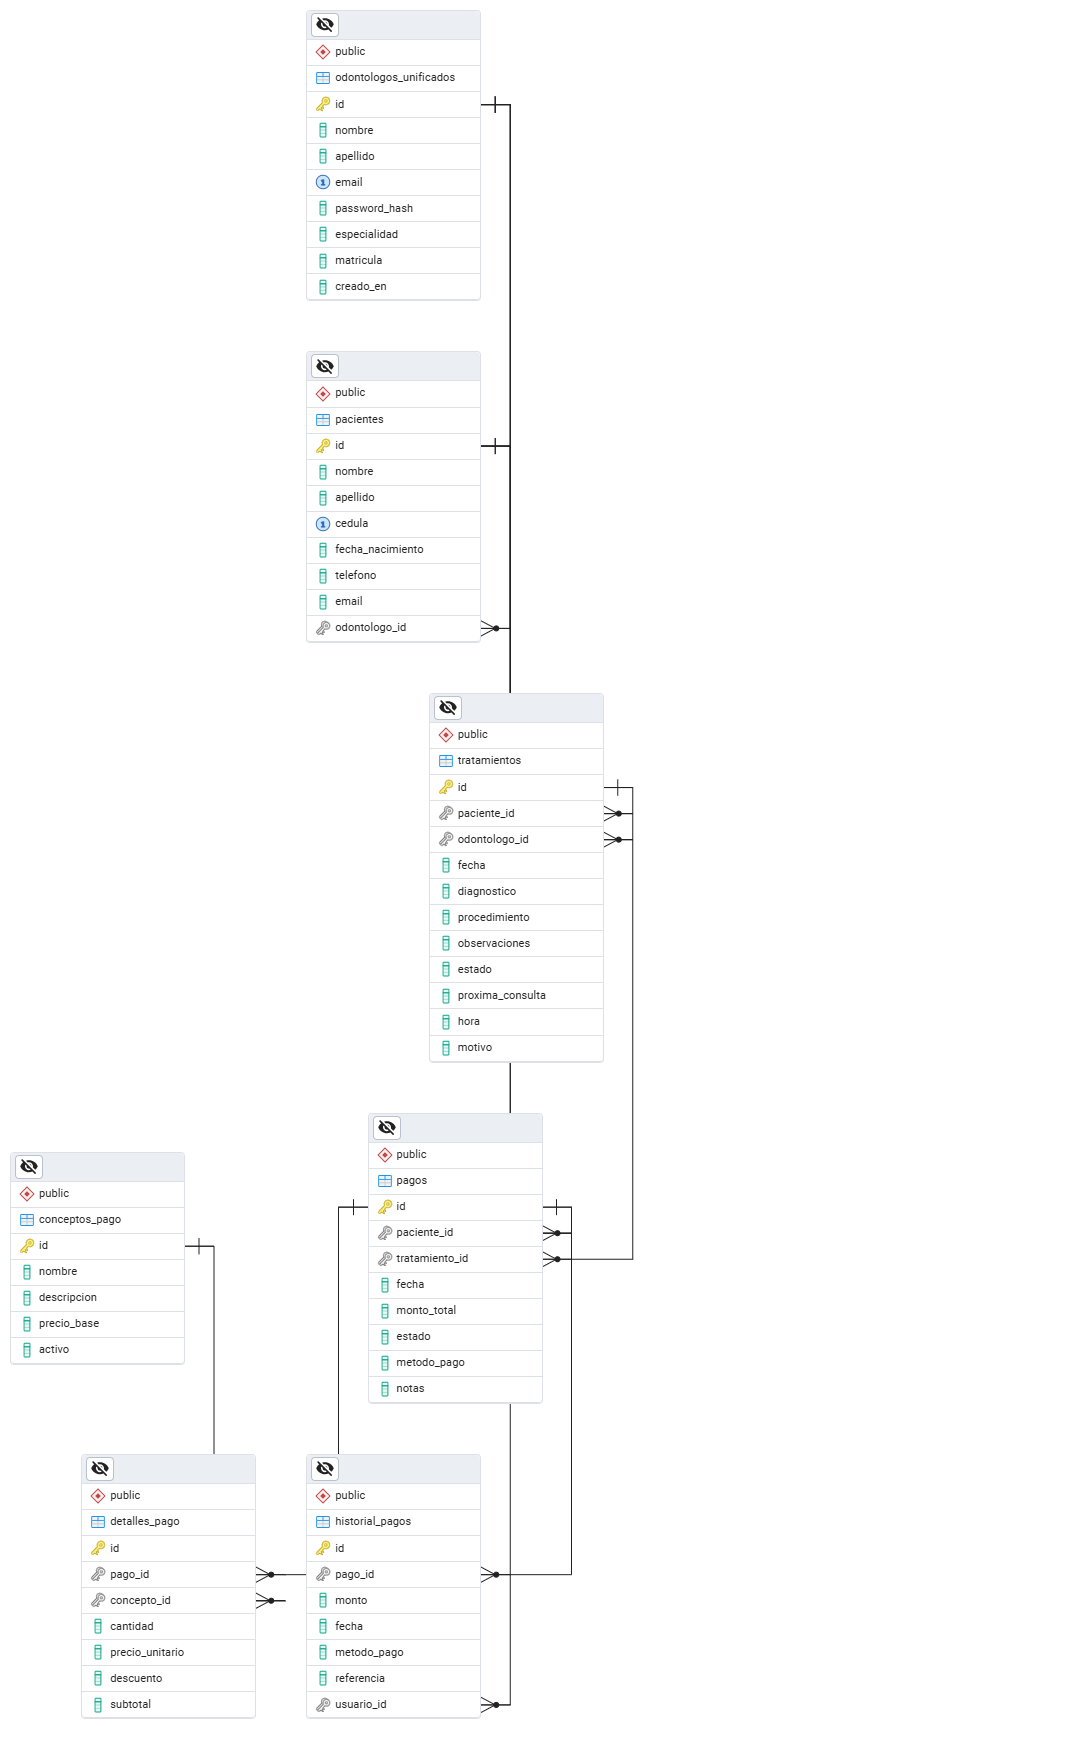 public
odontologos_unificados
id
nombre
apellido
email
password_hash
especialidad
matricula
creado_en
public
pacientes
id
nombre
apellido
cedula
fecha_nacimiento
telefono
email
odontologo_id
public
tratamientos
id
paciente_id
odontologo_id
fecha
diagnostico
procedimiento
observaciones
estado
proxima_consulta
hora
motivo
public
pagos
id
paciente_id
tratamiento_id
fecha
monto_total
estado
metodo_pago
notas
public
conceptos_pago
id
nombre
descripcion
precio_base
activo
public
detalles_pago
id
pago_id
concepto_id
cantidad
precio_unitario
descuento
subtotal
public
historial_pagos
id
pago_id
monto
fecha
metodo_pago
referencia
usuario_id